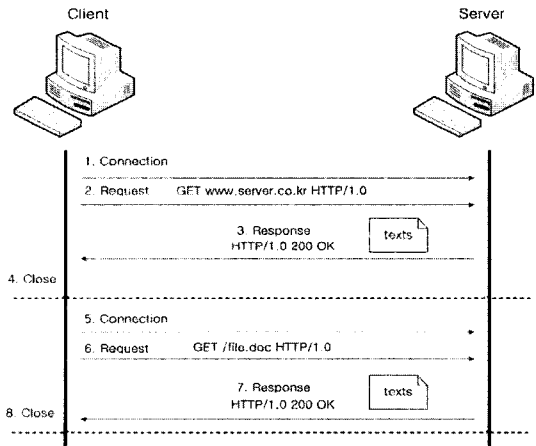 Client
Server
1. Connection
2. Request GET www.server.co.kr HTTP/1.0
3. Response
HTTP/1.0 200 OK
texts
4. Close
5. Connection
6. Request GET /file.doc HTTP/1.0
7. Response
HTTP/1.0 200 OK
texts
8. Close